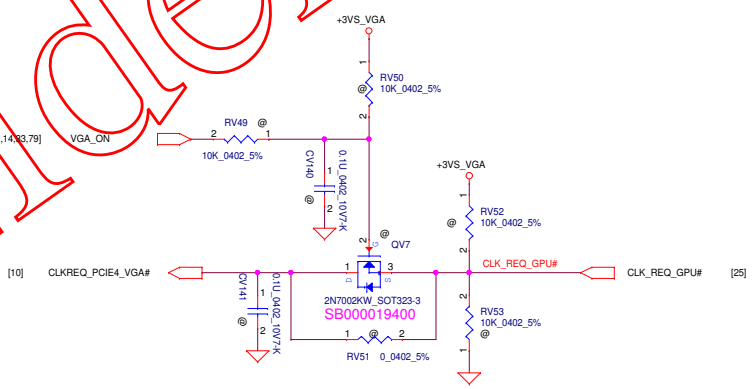 +3VS_VGA
1
RV50
10K_0402_5%
@
2
RV49 @
,14,33,79] VGA_ON
2 1
10K_0402_5%
CV140
0.1U_0402_10V7-K
1
2
@
+3VS_VGA
1
RV52
10K_0402_5%
@
2
2
G
@
QV7
[10] CLKREQ_PCIE4_VGA#
1 3
D S
CLK_REQ_GPU#
CLK_REQ_GPU# [25]
CV141
0.1U_0402_10V7-K
1
2
@
2N7002KW_SOT323-3
SB000019400
1 @ 2
RV51 0_0402_5%
2
RV53
10K_0402_5%
@
1